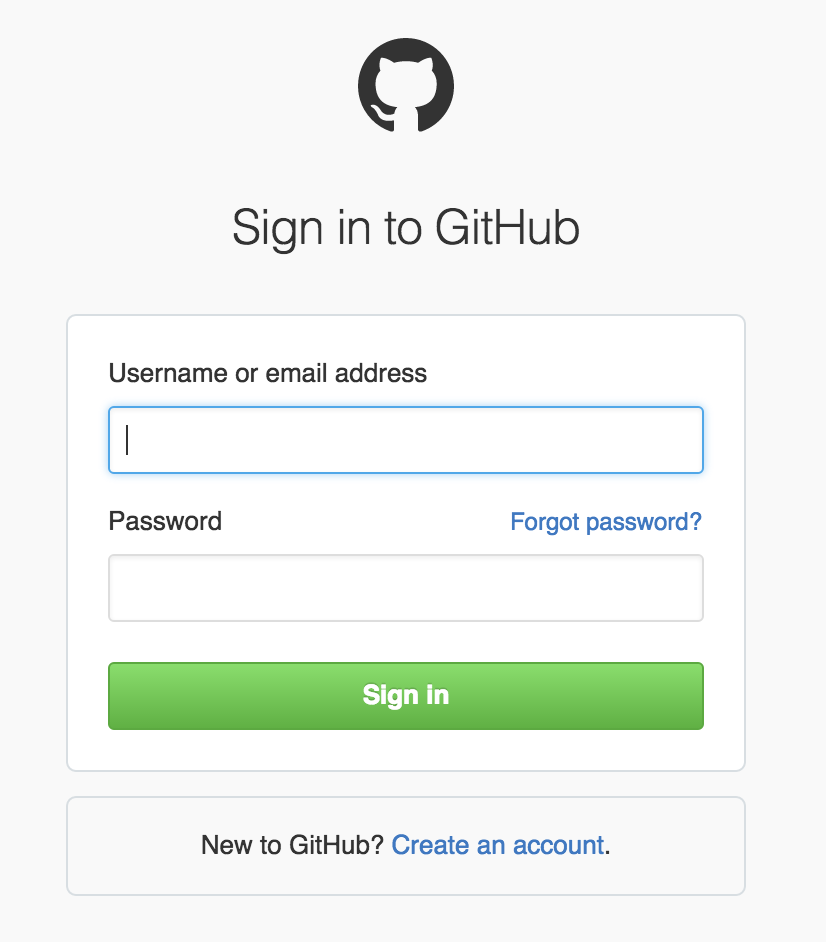 Sign in to GitHub
Username or email address
Password Forgot password?
Sign in
New to GitHub? Create an account.